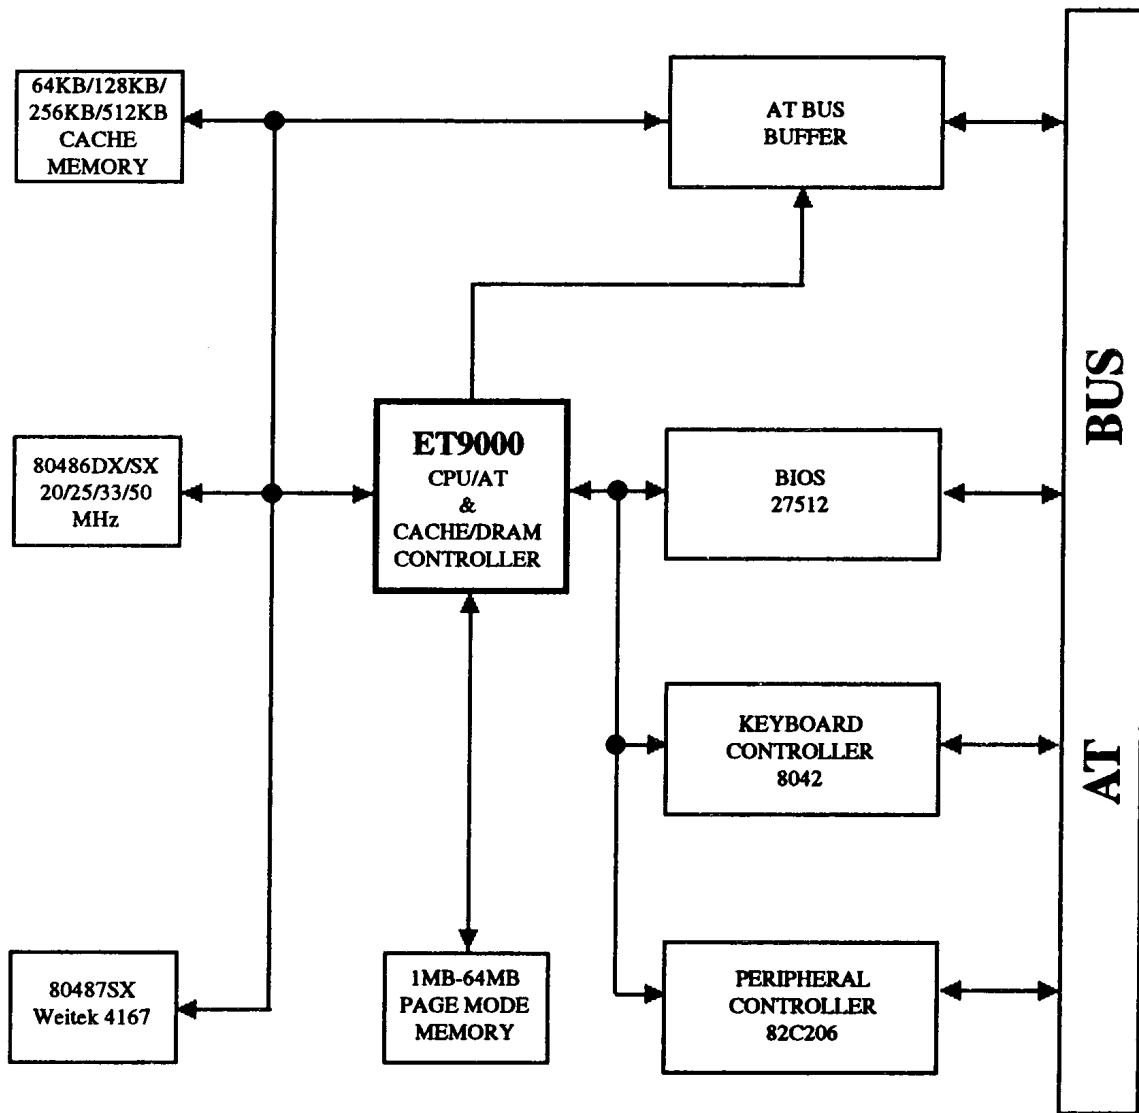 64KB/128KB/
256KB/512KB
CACHE
MEMORY
AT BUS
BUFFER
80486DX/SX
20/25/33/50
MHz
ET9000
CPU/AT
&
CACHE/DRAM
CONTROLLER
BIOS
27512
KEYBOARD
CONTROLLER
8042
80487SX
Weitek 4167
1MB-64MB
PAGE MODE
MEMORY
PERIPHERAL
CONTROLLER
82C206
AT BUS